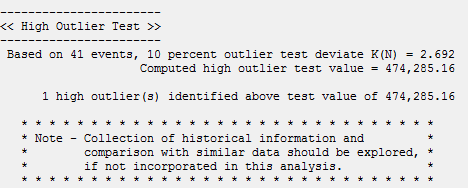 -----------------------
<< High Outlier Test >>
-----------------------
Based on 41 events, 10 percent outlier test deviate K(N) = 2.692
Computed high outlier test value = 474,285.16
1 high outlier(s) identified above test value of 474,285.16
* * * * * * * * * * * * * * * * * * * * * * * * * * * * * *
* Note - Collection of historical information and *
* comparison with similar data should be explored, *
* if not incorporated in this analysis. *
* * * * * * * * * * * * * * * * * * * * * * * * * * * * * *